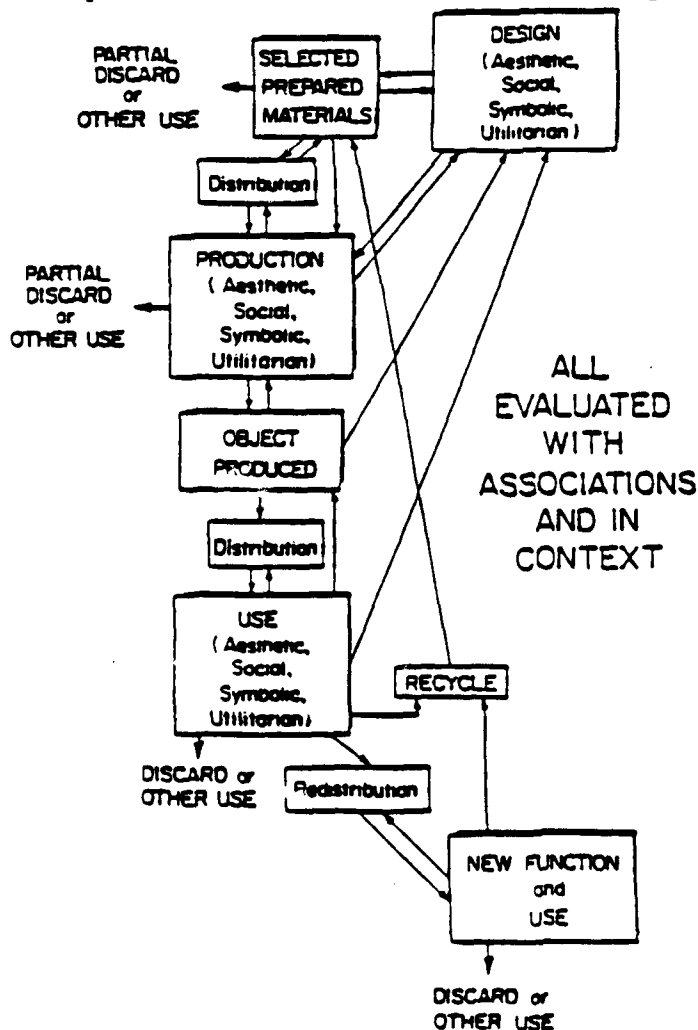 PARTIAL
DISCARD
or
OTHER USE
SELECTED
PREPARED
MATERIALS
DESIGN
(Aesthetic,
Social,
Symbolic,
Utilitarian)
Distribution
PARTIAL
DISCARD
or
OTHER USE
PRODUCTION
(Aesthetic,
Social,
Symbolic,
Utilitarian)
OBJECT
PRODUCED
ALL
EVALUATED
WITH
ASSOCIATIONS
AND IN
CONTEXT
Distribution
USE
(Aesthetic,
Social,
Symbolic,
Utilitarian)
RECYCLE
DISCARD or
OTHER USE
Redistribution
NEW FUNCTION
and
USE
DISCARD or
OTHER USE